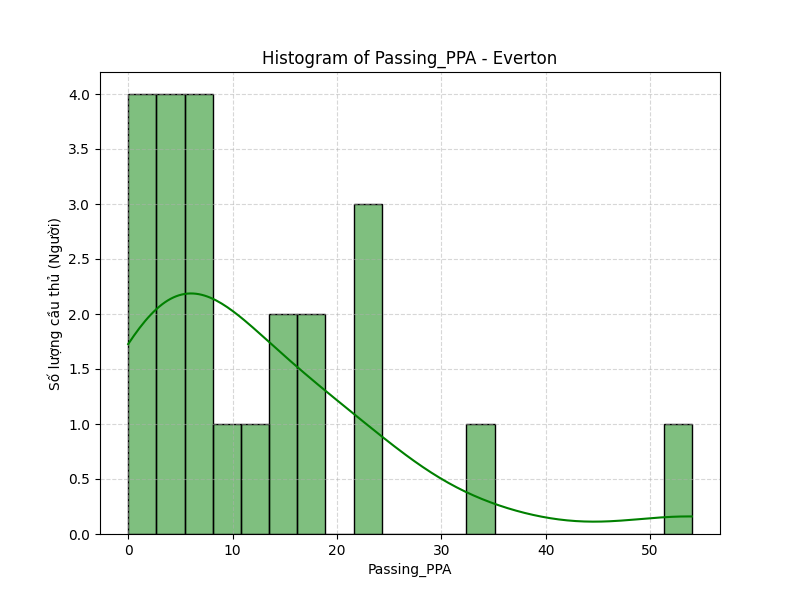 Histogram of Passing_PPA - Everton
Số lượng cầu thủ (Người)
4.0
3.5
3.0
2.5
2.0
1.5
1.0
0.5
0.0
0 10 20 30 40 50
Passing_PPA